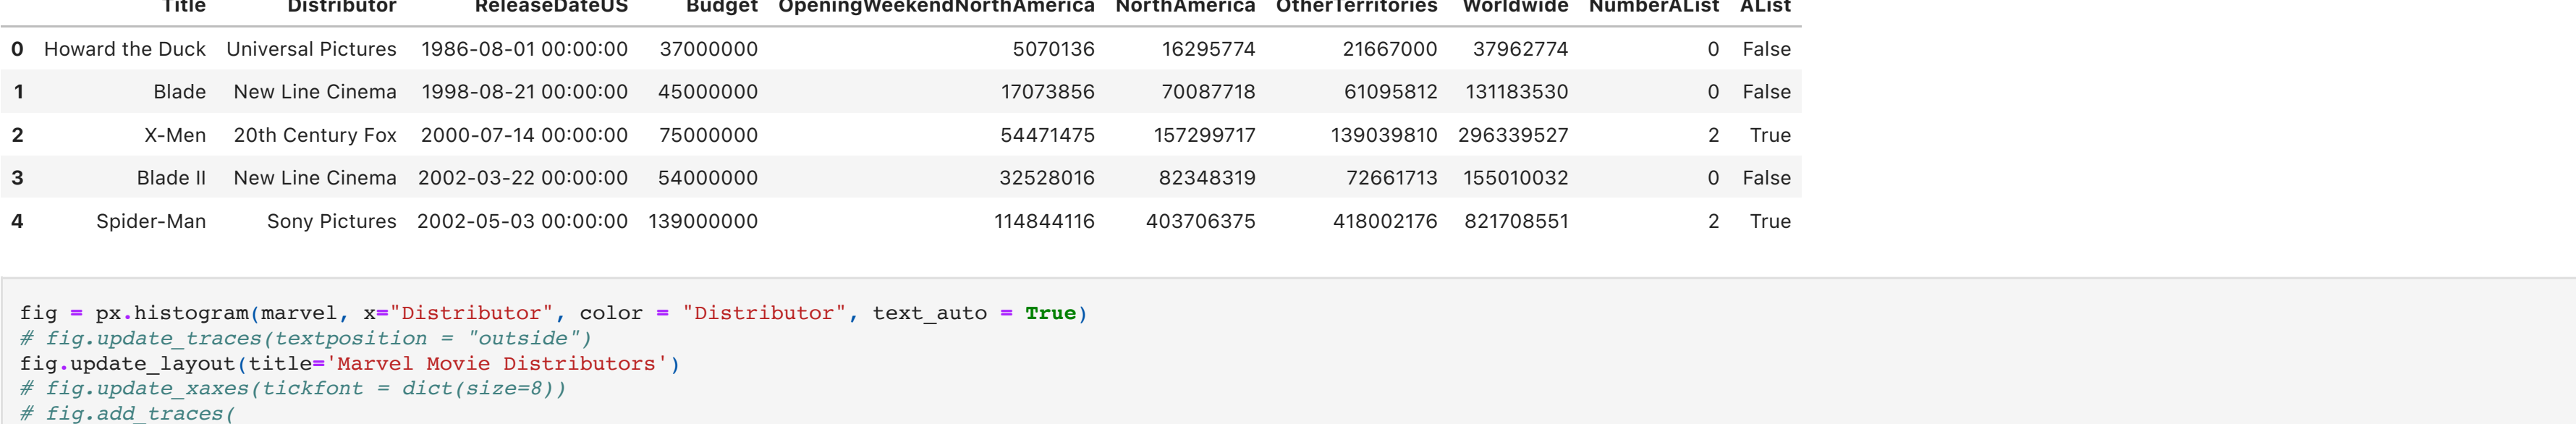 Title Distributor ReleaseDateUS Budget OpeningWeekendNorthAmerica NorthAmerica OtherTerritories Worldwide NumberAList AList
0 Howard the Duck Universal Pictures 1986-08-01 00:00:00 37000000 5070136 16295774 21667000 37962774 0 False
1 Blade New Line Cinema 1998-08-21 00:00:00 45000000 17073856 70087718 61095812 131183530 0 False
2 X-Men 20th Century Fox 2000-07-14 00:00:00 75000000 54471475 157299717 139039810 296339527 2 True
3 Blade II New Line Cinema 2002-03-22 00:00:00 54000000 32528016 82348319 72661713 155010032 0 False
4 Spider-Man Sony Pictures 2002-05-03 00:00:00 139000000 114844116 403706375 418002176 821708551 2 True
fig = px.histogram(marvel, x="Distributor", color = "Distributor", text_auto = True)
# fig.update_traces(textposition = "outside")
fig.update_layout(title='Marvel Movie Distributors')
# fig.update_xaxes(tickfont = dict(size=8))
# fig.add_traces(